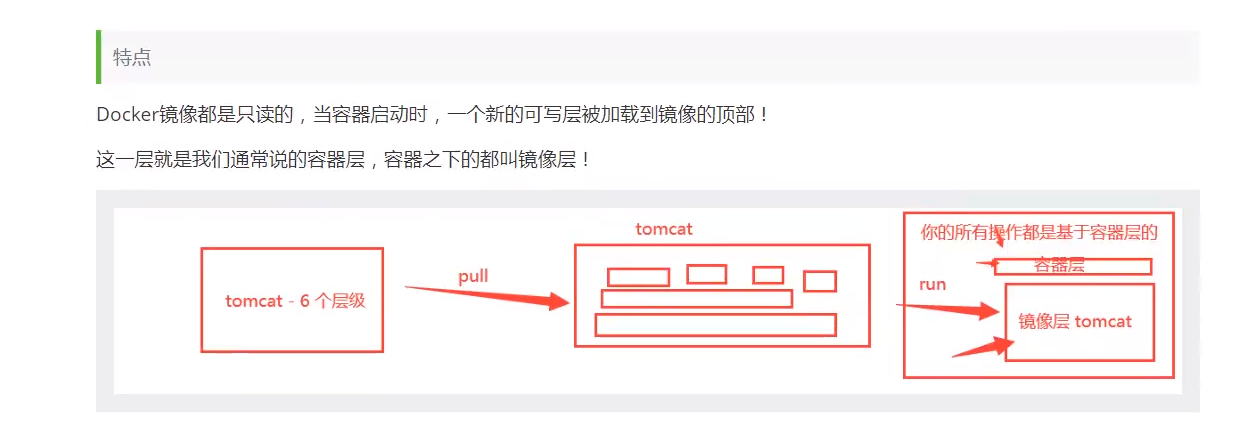 特点
Docker镜像都是只读的，当容器启动时，一个新的可写层被加载到镜像的顶部！
这一层就是我们通常说的容器层，容器之下的都叫镜像层！
tomcat - 6 个层级
pull
tomcat
run
你的所有操作都是基于容器层的
容器层
镜像层 tomcat